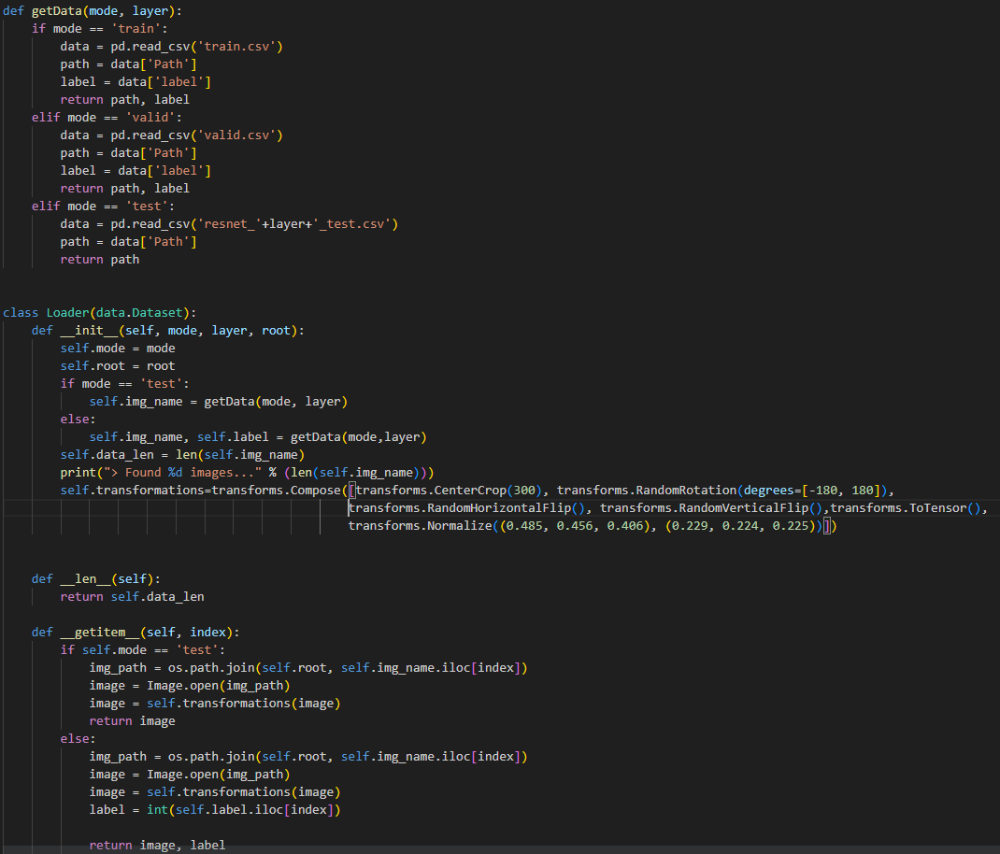 def getData(mode, layer):
    if mode == 'train':
        data = pd.read_csv('train.csv')
        path = data['Path']
        label = data['label']
        return path, label
    elif mode == 'valid':
        data = pd.read_csv('valid.csv')
        path = data['Path']
        label = data['label']
        return path, label
    elif mode == 'test':
        data = pd.read_csv('resnet_'+layer+'_test.csv')
        path = data['Path']
        return path

class Loader(data.Dataset):
    def __init__(self, mode, layer, root):
        self.mode = mode
        self.root = root
        if mode == 'test':
            self.img_name = getData(mode, layer)
        else:
            self.img_name, self.label = getData(mode,layer)
        self.data_len = len(self.img_name)
        print("> Found %d images..." % (len(self.img_name)))
        self.transformations=transforms.Compose([transforms.CenterCrop(300), transforms.RandomRotation(degrees=[-180, 180]),
                                                transforms.RandomHorizontalFlip(), transforms.RandomVerticalFlip(),transforms.ToTensor(),
                                                transforms.Normalize((0.485, 0.456, 0.406), (0.229, 0.224, 0.225))])

    def __len__(self):
        return self.data_len

    def __getitem__(self, index):
        if self.mode == 'test':
            img_path = os.path.join(self.root, self.img_name.iloc[index])
            image = Image.open(img_path)
            image = self.transformations(image)
            return image
        else:
            img_path = os.path.join(self.root, self.img_name.iloc[index])
            image = Image.open(img_path)
            image = self.transformations(image)
            label = int(self.label.iloc[index])

            return image, label